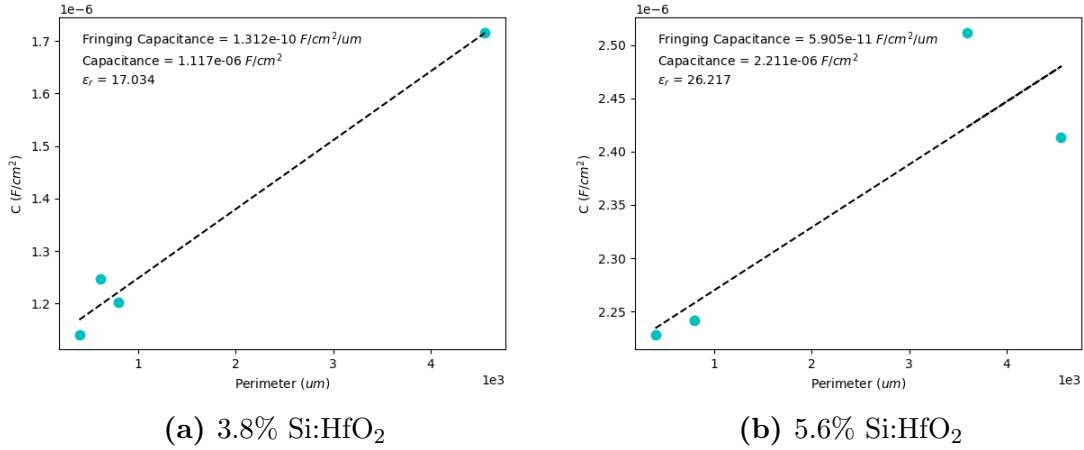 1e−6
Fringing Capacitance = 1.312e-10 F/cm²/um
Capacitance = 1.117e-06 F/cm²
εᵣ = 17.034
1.7
1.6
1.5
1.4
1.3
1.2
C (F/cm²)
1
2
3
4
1e3
Perimeter (um)
(a) 3.8% Si:HfO₂
1e−6
Fringing Capacitance = 5.905e-11 F/cm²/um
Capacitance = 2.211e-06 F/cm²
εᵣ = 26.217
2.50
2.45
2.40
2.35
2.30
2.25
C (F/cm²)
1
2
3
4
1e3
Perimeter (um)
(b) 5.6% Si:HfO₂